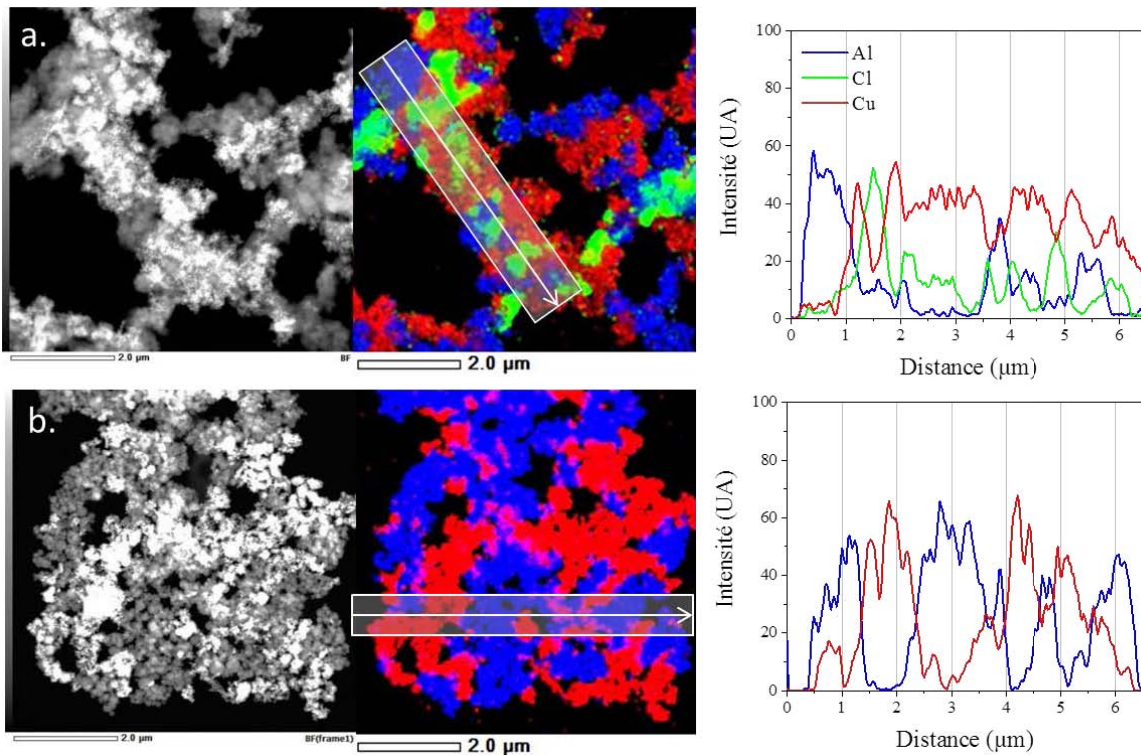 a.
2.0 µm
BF
2.0 µm
100
80
60
40
20
0
Intensité (UA)
Al
Cl
Cu
0 1 2 3 4 5 6
Distance (µm)
b.
2.0 µm
BF(frame1)
2.0 µm
100
80
60
40
20
0
Intensité (UA)
0 1 2 3 4 5 6
Distance (µm)